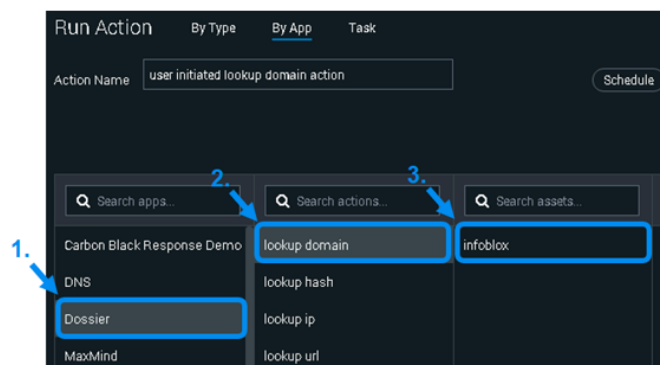 Run Action By Type By App Task
Action Name user initiated lookup domain action Schedule
2. 3.
Search apps... Search actions... Search assets...
1.
Carbon Black Response Demo lookup domain infoblox
DNS lookup hash
Dossier lookup ip
MaxMind lookup url